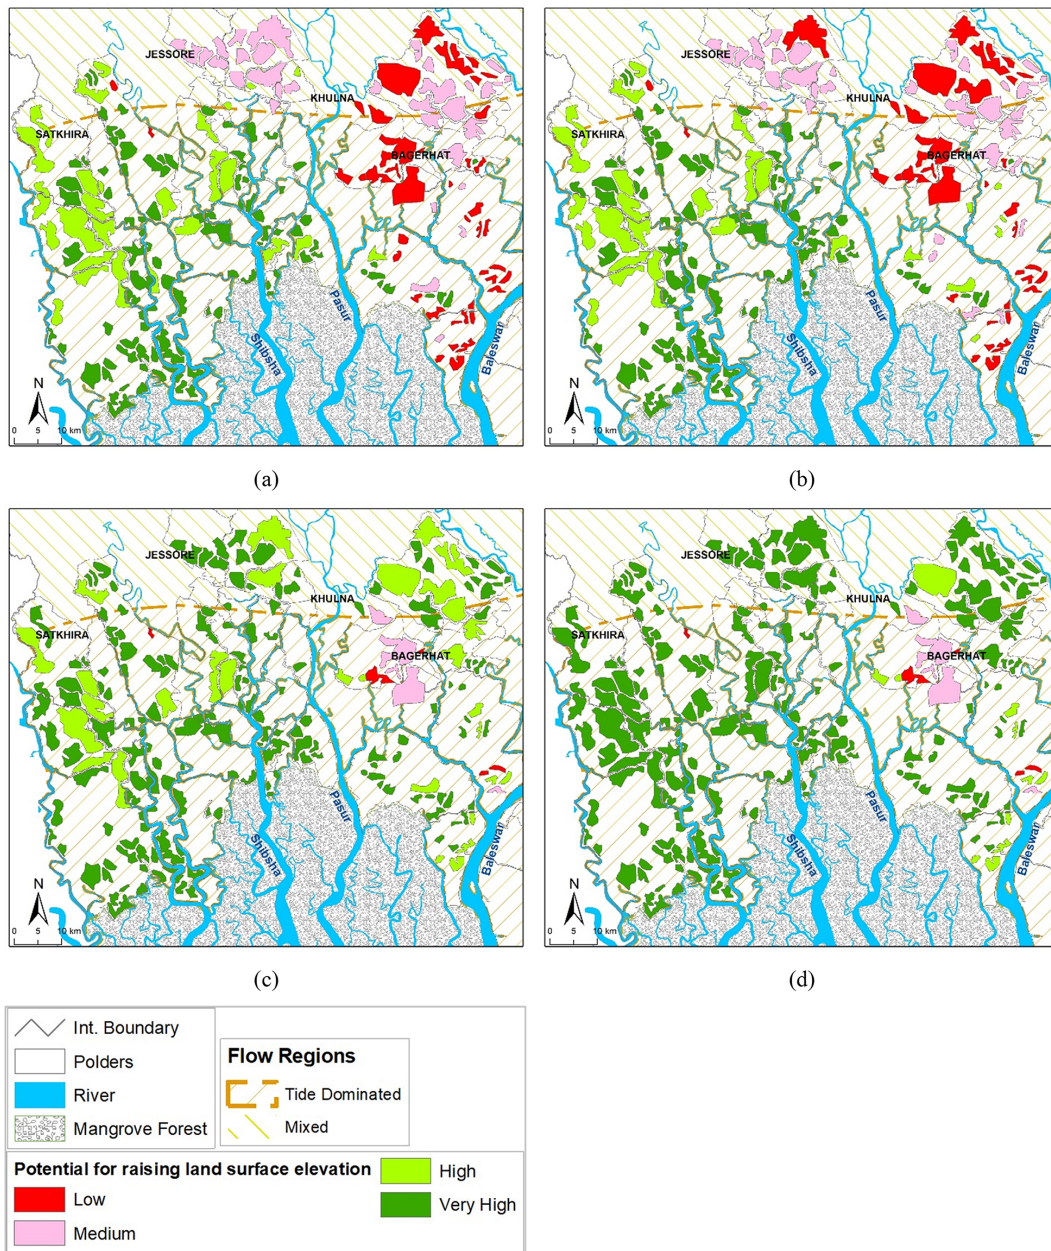 JESSORE
KHULNA
SATKHIRA
BAGERHAT
Pasur
Shibsha
Baleswar
N
0 5 10 km
(a)
JESSORE
KHULNA
SATKHIRA
BAGERHAT
Pasur
Shibsha
Baleswar
N
0 5 10 km
(b)
JESSORE
KHULNA
SATKHIRA
BAGERHAT
Pasur
Shibsha
Baleswar
N
0 5 10 km
(c)
JESSORE
KHULNA
SATKHIRA
BAGERHAT
Pasur
Shibsha
Baleswar
N
0 5 10 km
(d)
Int. Boundary
Polders
River
Mangrove Forest
Flow Regions
Tide Dominated
Mixed
Potential for raising land surface elevation
Low
Medium
High
Very High